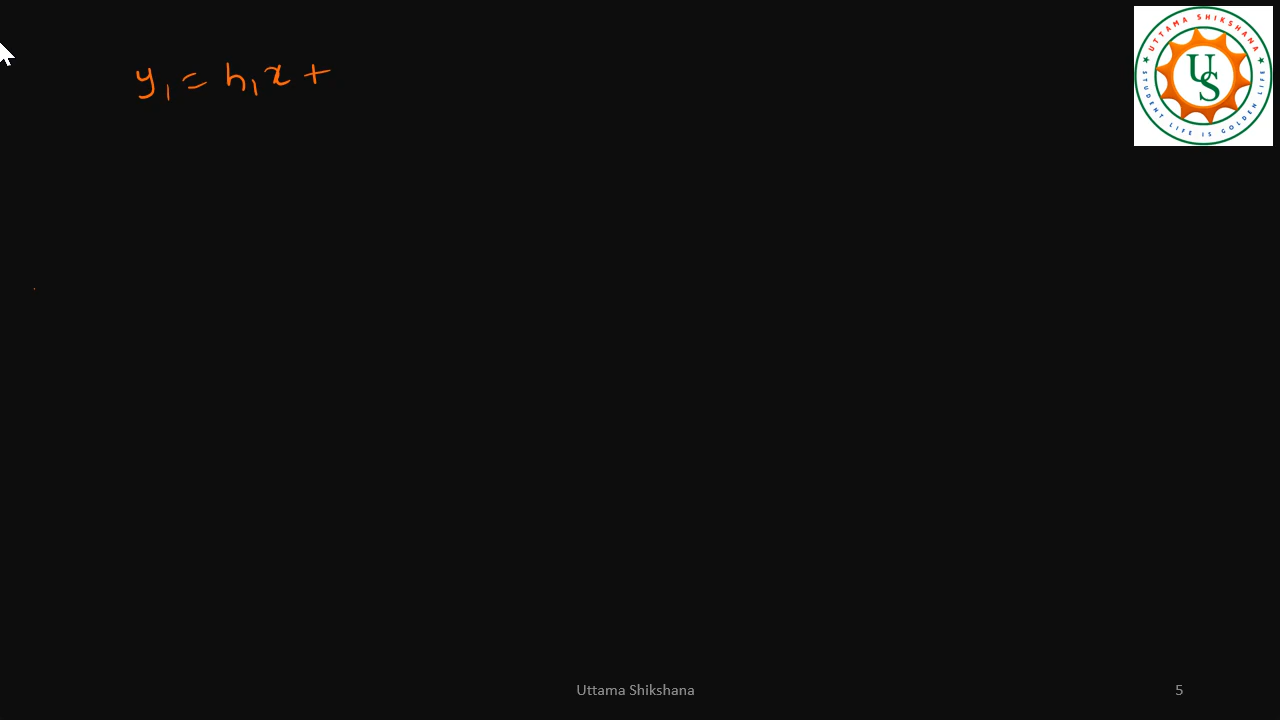 y₁ = h₁x +
UTTAMA SHIKSHANA
US
STUDENT LIFE IS GOLDEN LIFE
Uttama Shikshana
5